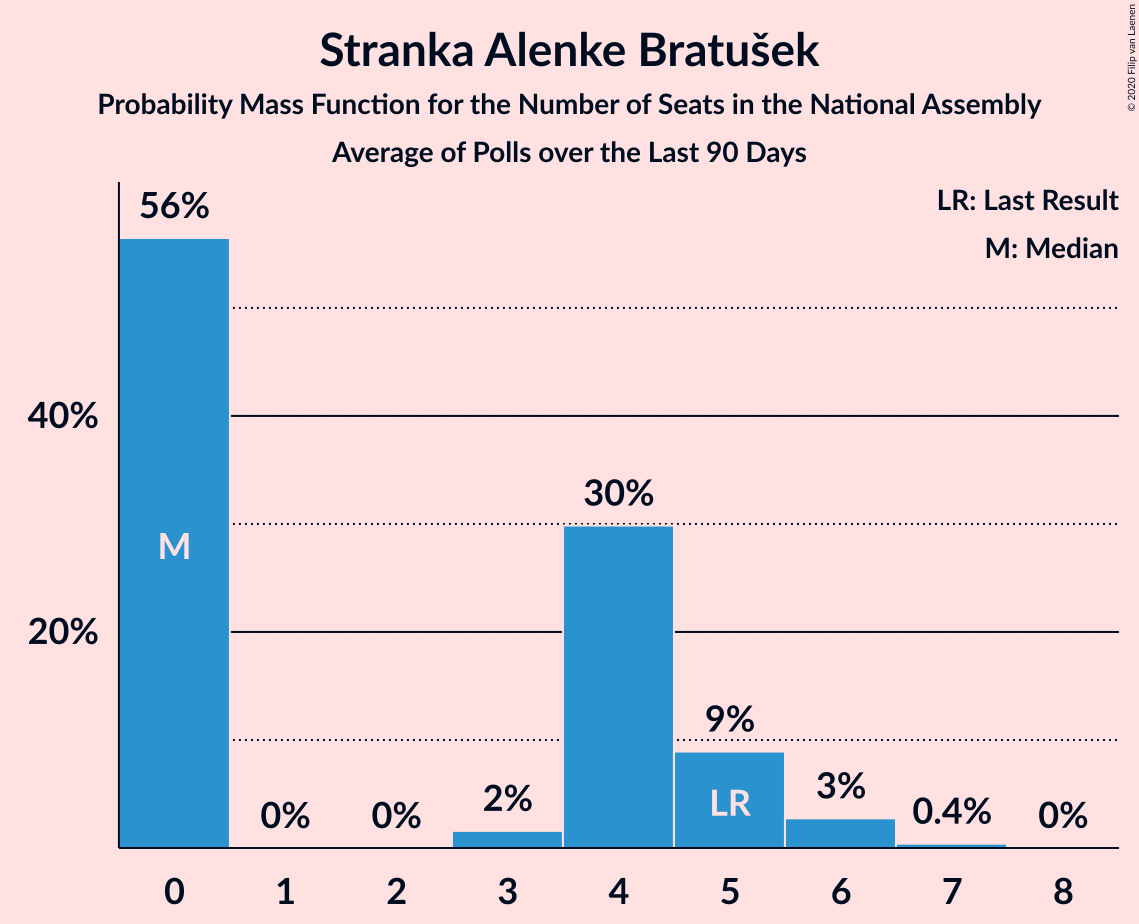 Stranka Alenke Bratušek
Probability Mass Function for the Number of Seats in the National Assembly
Average of Polls over the Last 90 Days
© 2020 Filip van Laenen
LR: Last Result
M: Median
56%
40%
30%
M
20%
9%
LR
3%
2%
0%
0%
0.4%
0%
0 1 2 3 4 5 6 7 8